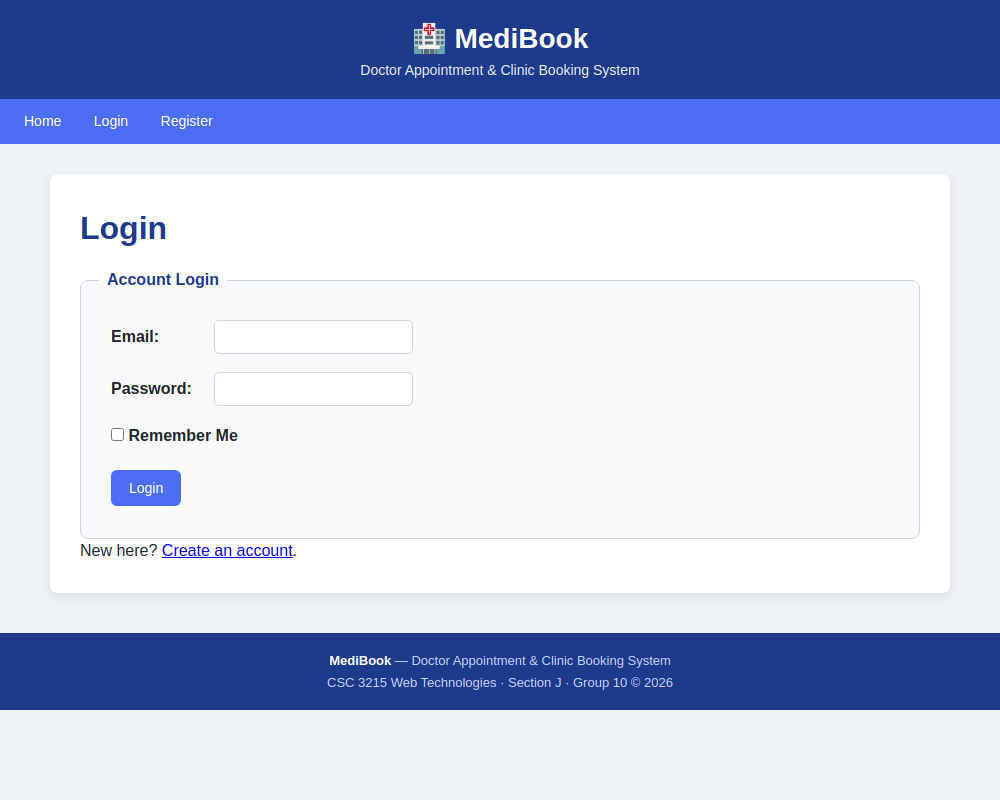 MediBook
Doctor Appointment & Clinic Booking System
Home Login Register
Login
Account Login
Email:
Password:
Remember Me
Login
New here? Create an account.
MediBook — Doctor Appointment & Clinic Booking System
CSC 3215 Web Technologies · Section J · Group 10 © 2026